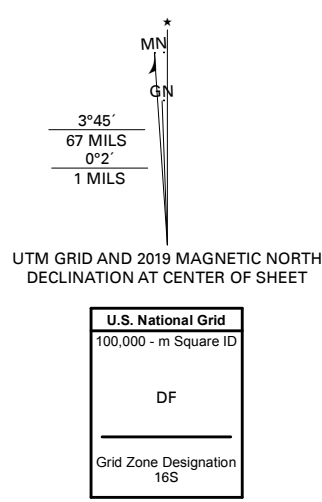 MN
GN
3°45´
67 MILS
0°2´
1 MILS
UTM GRID AND 2019 MAGNETIC NORTH
DECLINATION AT CENTER OF SHEET
U.S. National Grid
100,000 - m Square ID
DF
Grid Zone Designation
16S